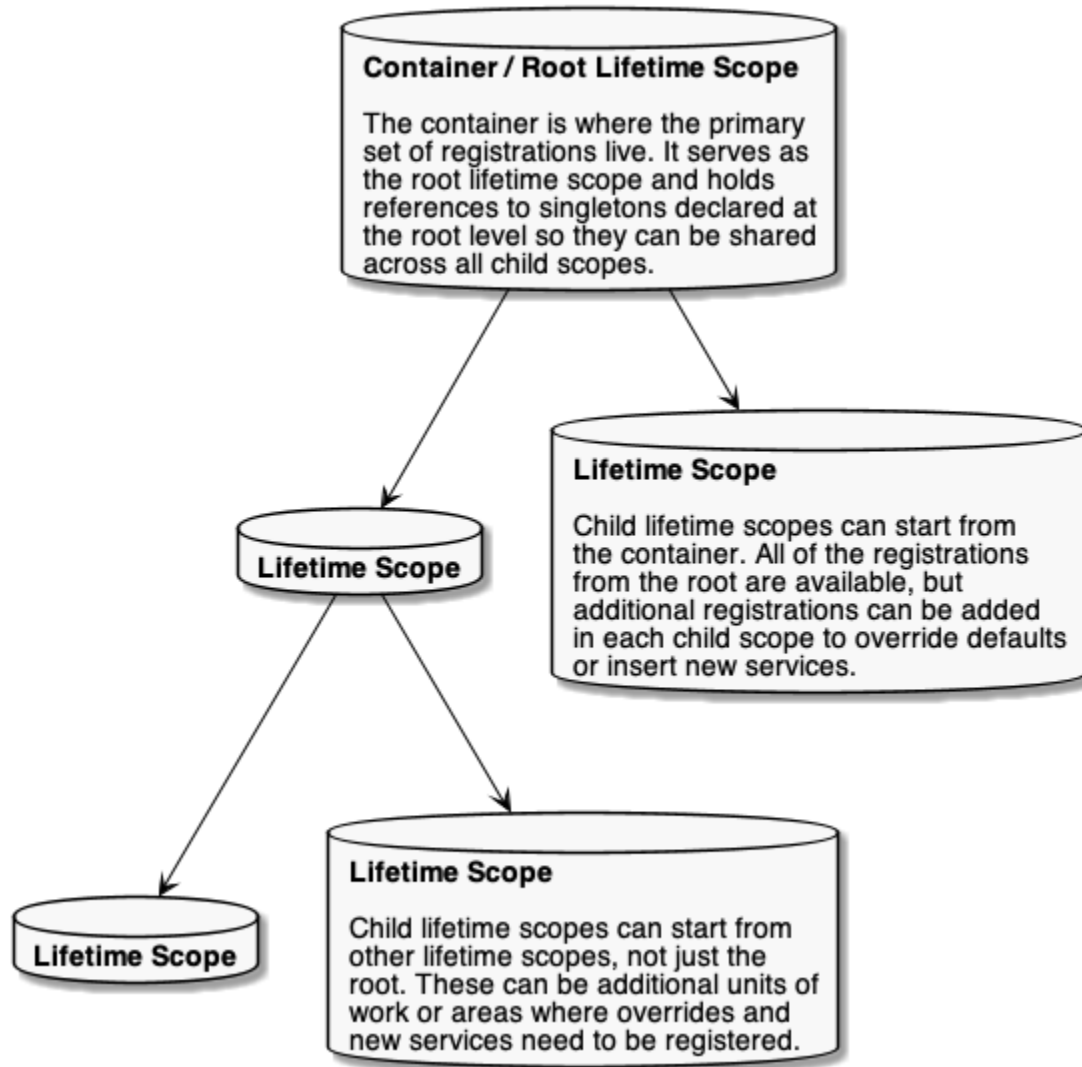 Container / Root Lifetime Scope
The container is where the primary
set of registrations live. It serves as
the root lifetime scope and holds
references to singletons declared at
the root level so they can be shared
across all child scopes.
Lifetime Scope
Child lifetime scopes can start from
the container. All of the registrations
from the root are available, but
additional registrations can be added
in each child scope to override defaults
or insert new services.
Lifetime Scope
Lifetime Scope
Lifetime Scope
Child lifetime scopes can start from
other lifetime scopes, not just the
root. These can be additional units of
work or areas where overrides and
new services need to be registered.